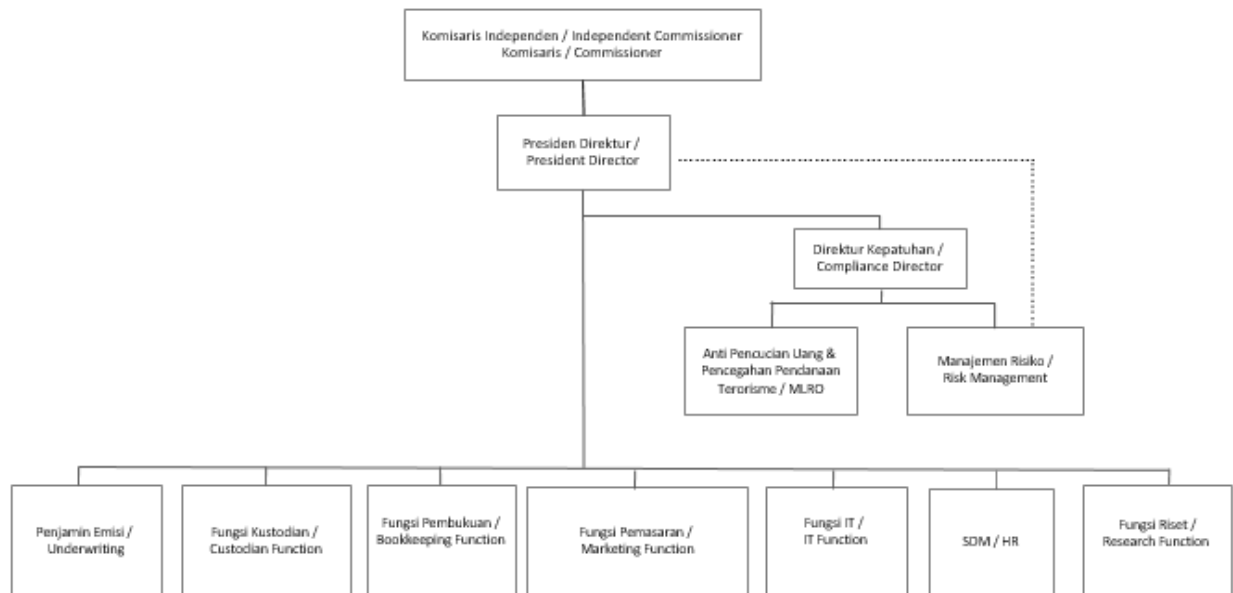 Komisaris Independen / Independent Commissioner
Komisaris / Commissioner
Presiden Direktur /
President Director
Direktur Kepatuhan /
Compliance Director
Anti Pencucian Uang &
Pencegahan Pendanaan
Terorisme / MLRO
Manajemen Risiko /
Risk Management
Penjamin Emisi /
Underwriting
Fungsi Kustodian /
Custodian Function
Fungsi Pembukuan /
Bookkeeping Function
Fungsi Pemasaran /
Marketing Function
Fungsi IT /
IT Function
SDM / HR
Fungsi Riset /
Research Function